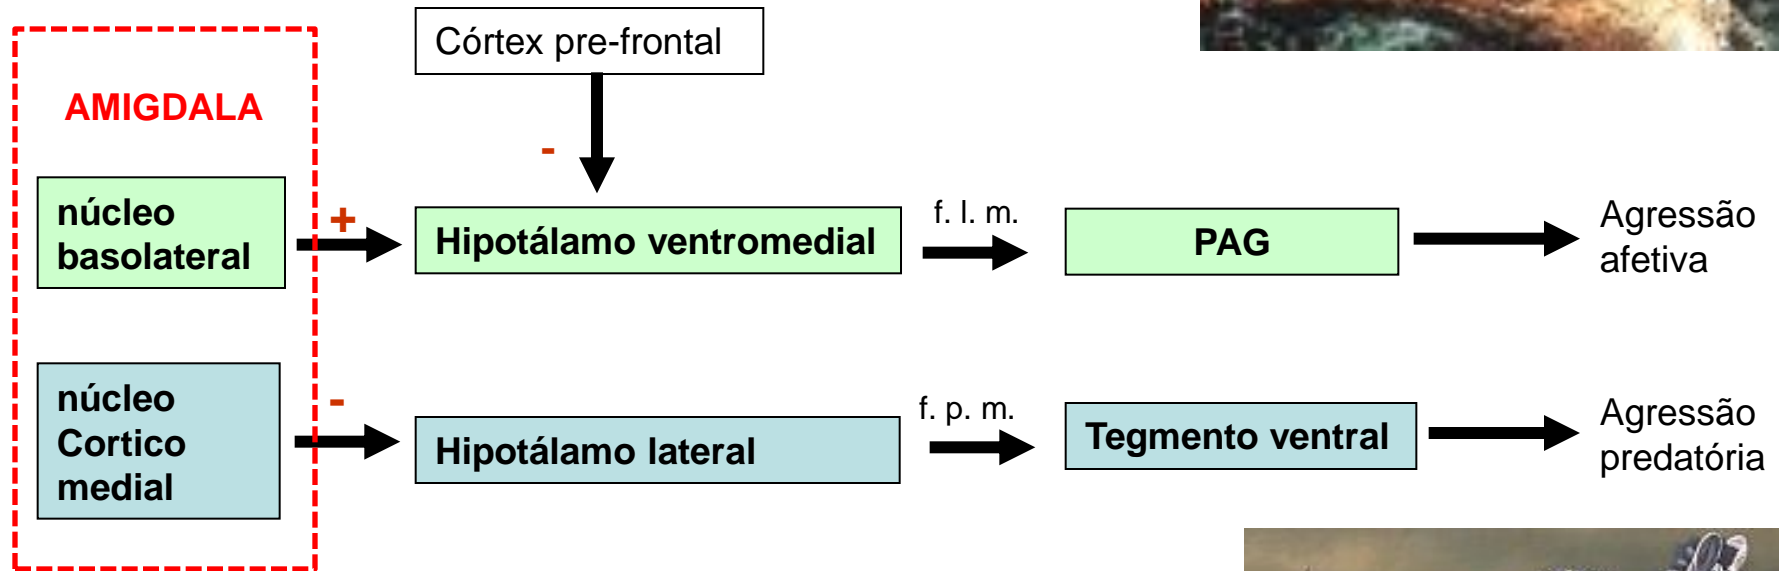 Córtex pre-frontal
AMIGDALA
-
núcleo
basolateral
+
Hipotálamo ventromedial
f. l. m.
PAG
Agressão
afetiva
núcleo
Cortico
medial
-
Hipotálamo lateral
f. p. m.
Tegmento ventral
Agressão
predatória